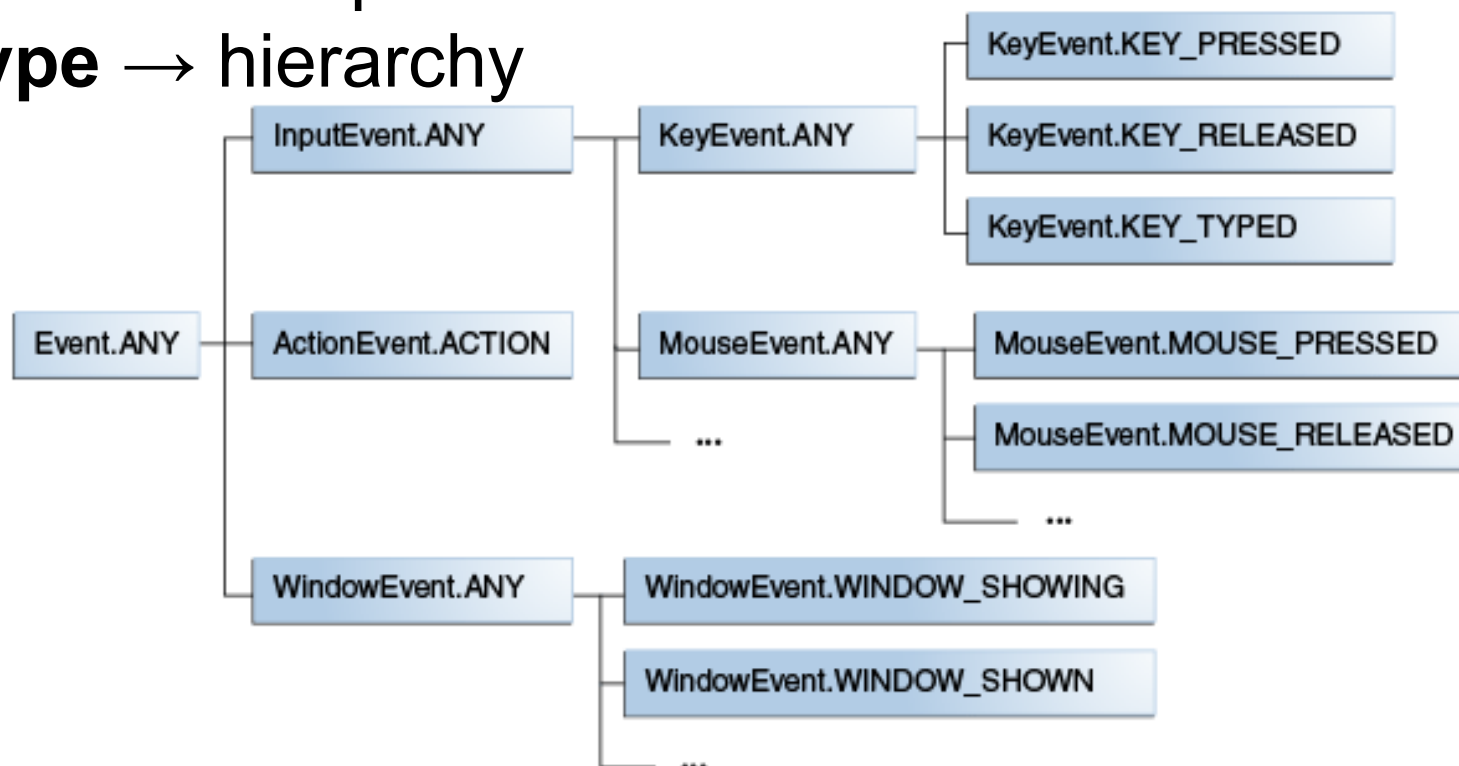 ype → hierarchy
KeyEvent.KEY_PRESSED
InputEvent.ANY
KeyEvent.ANY
KeyEvent.KEY_RELEASED
KeyEvent.KEY_TYPED
Event.ANY
ActionEvent.ACTION
MouseEvent.ANY
MouseEvent.MOUSE_PRESSED
...
MouseEvent.MOUSE_RELEASED
...
WindowEvent.ANY
WindowEvent.WINDOW_SHOWING
WindowEvent.WINDOW_SHOWN
...